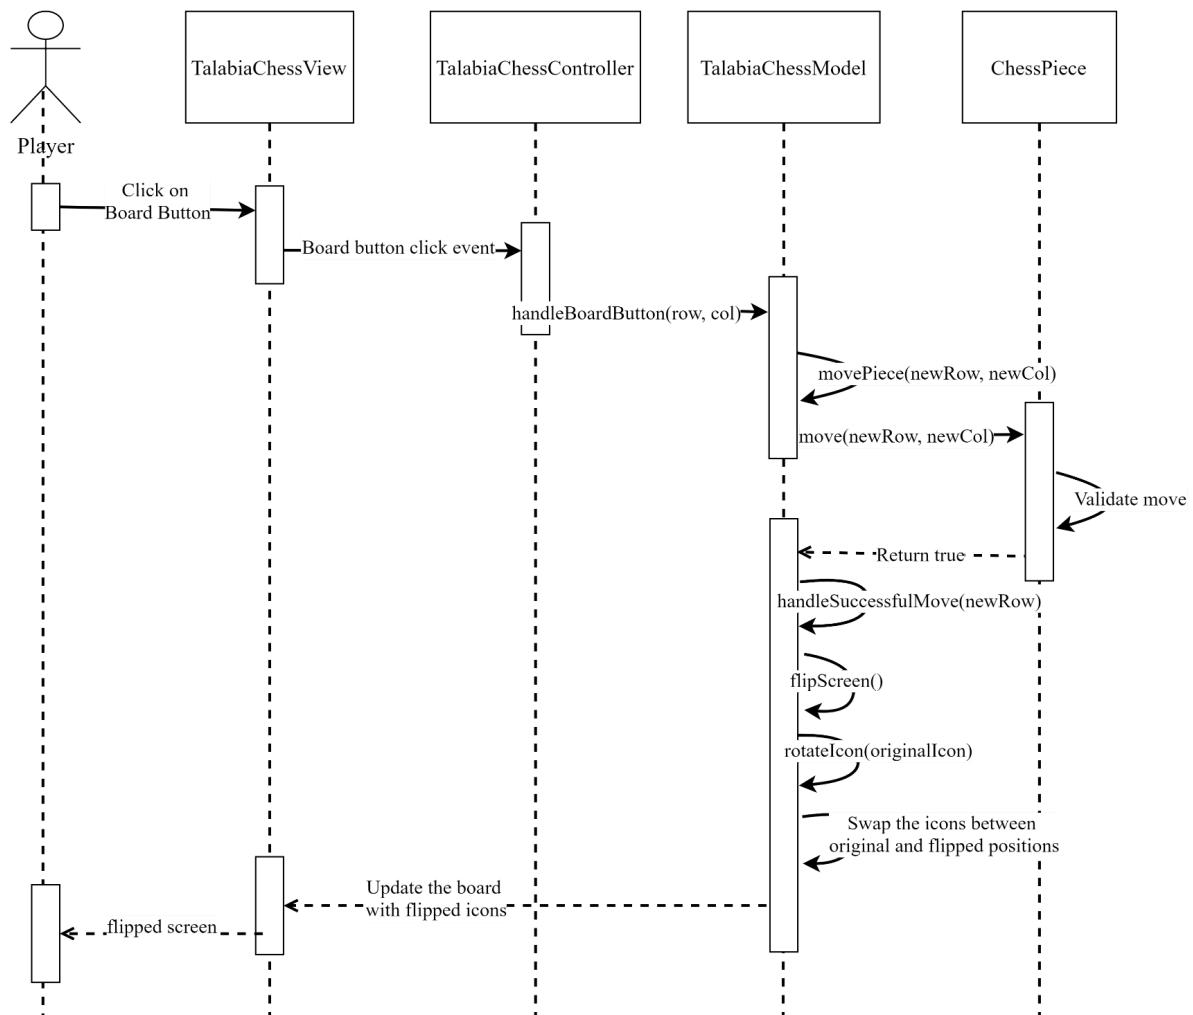 TalabiaChessView
TalabiaChessController
TalabiaChessModel
ChessPiece
Player
Click on
Board Button
Board button click event
handleBoardButton(row, col)
movePiece(newRow, newCol)
move(newRow, newCol)
Validate move
Return true
handleSuccessfulMove(newRow)
flipScreen()
rotateIcon(originalIcon)
Swap the icons between
original and flipped positions
Update the board
with flipped icons
flipped screen